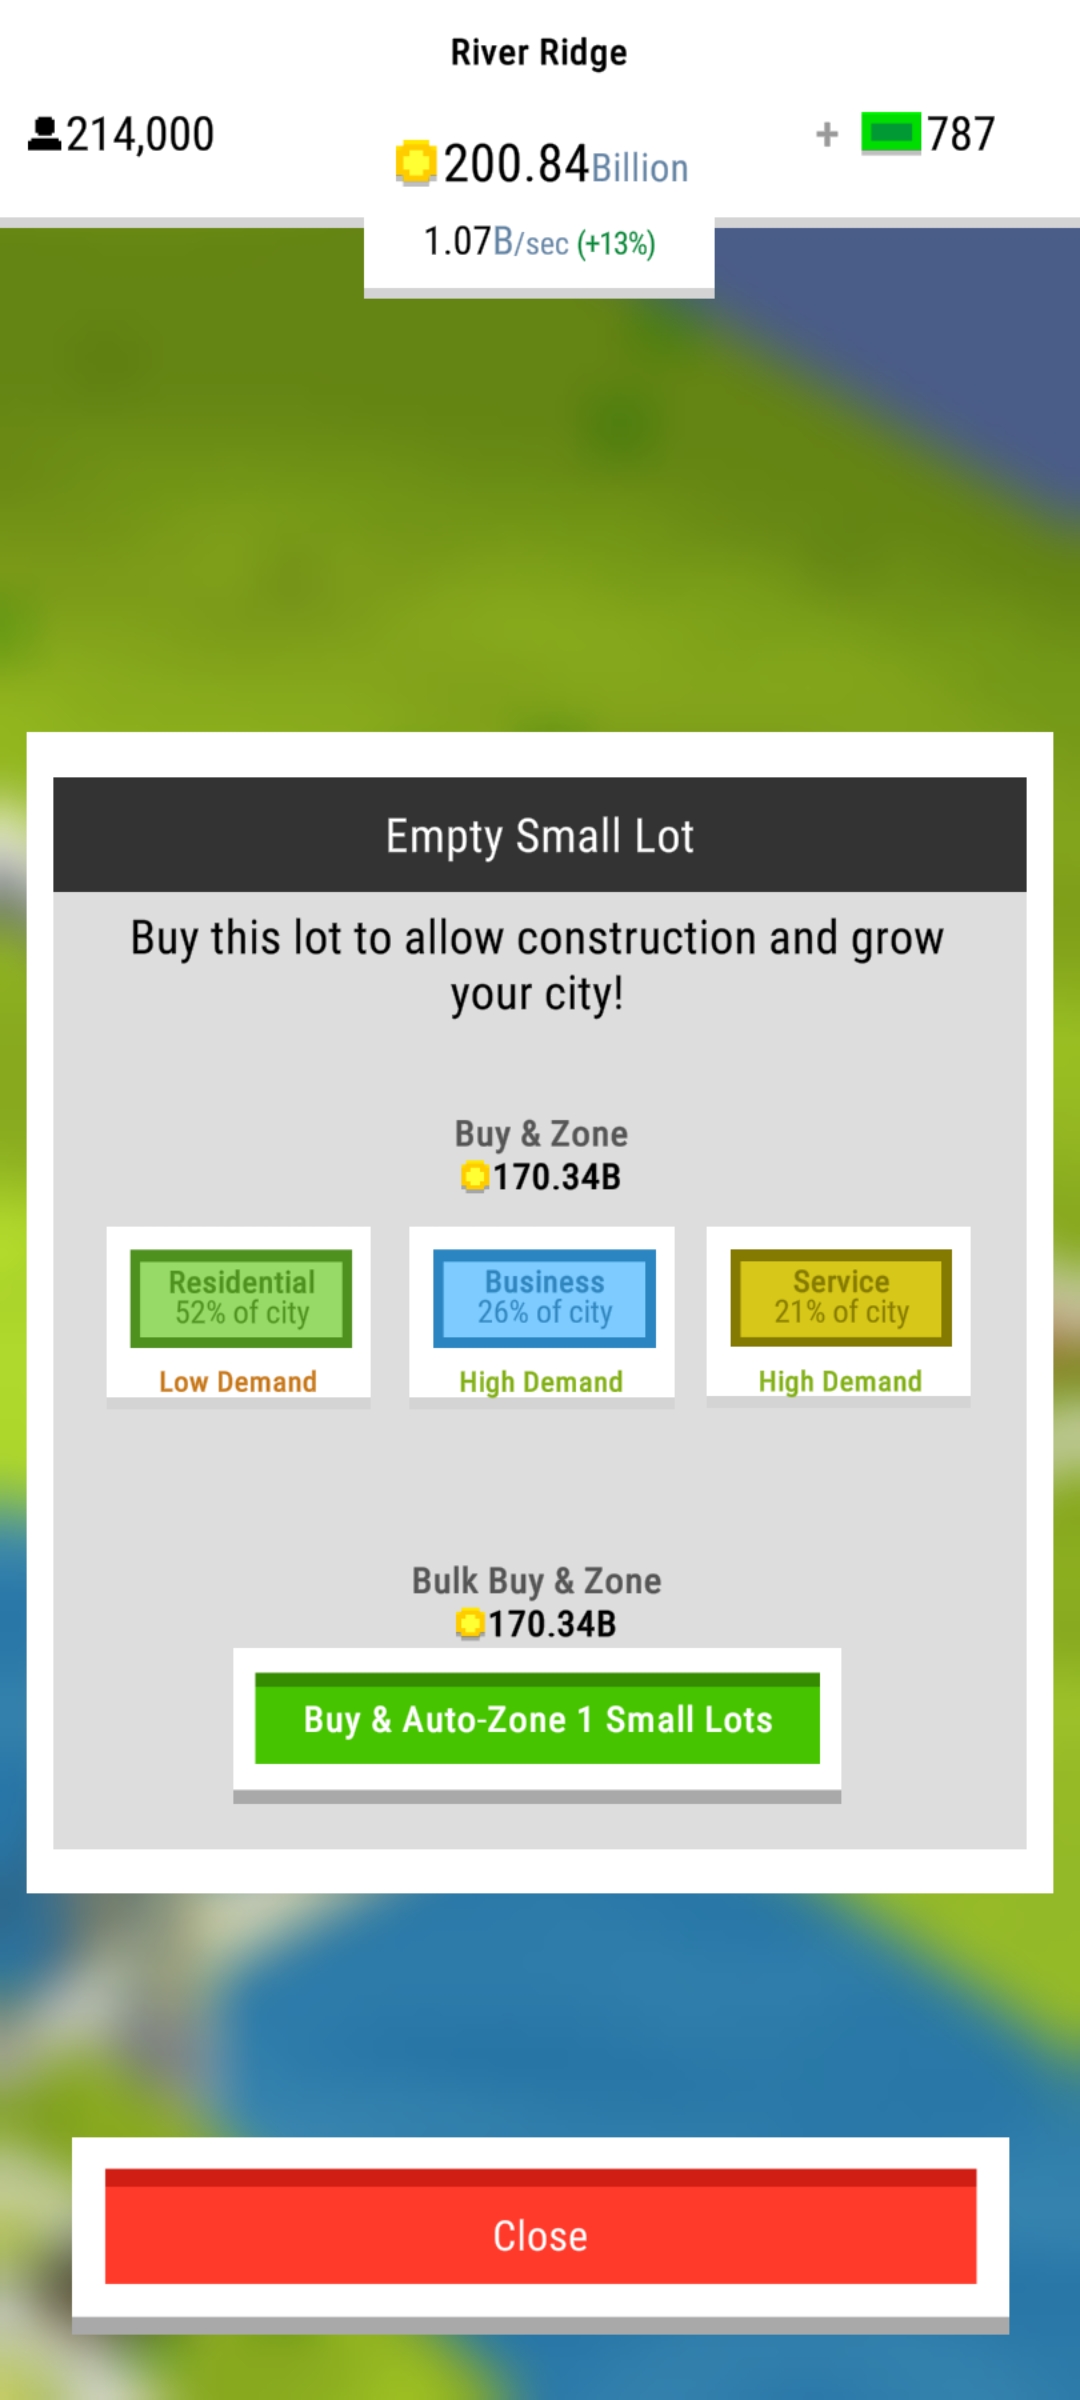 River Ridge
214,000
200.84Billion
+ 787
1.07B/sec (+13%)
Empty Small Lot
Buy this lot to allow construction and grow
your city!
Buy & Zone
170.34B
Residential
52% of city
Low Demand
Business
26% of city
High Demand
Service
21% of city
High Demand
Bulk Buy & Zone
170.34B
Buy & Auto-Zone 1 Small Lots
Close